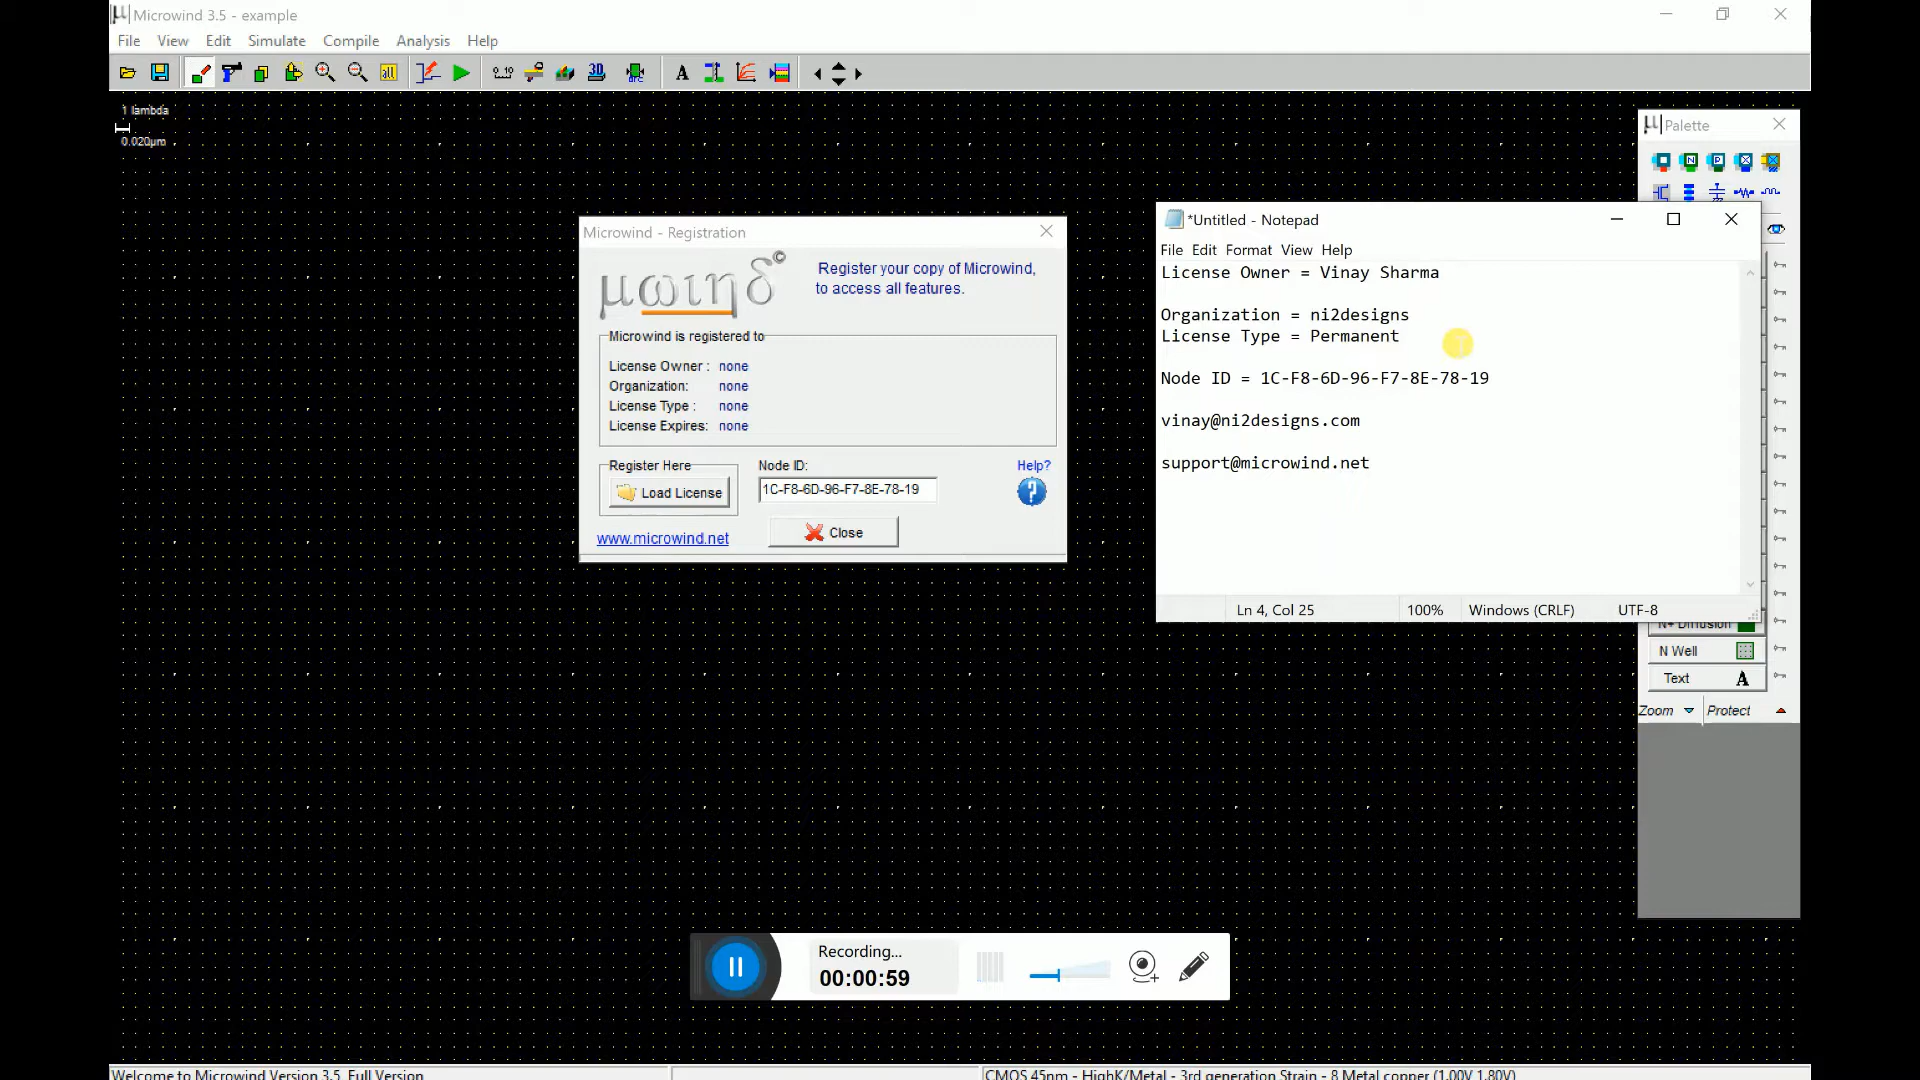 Microwind 3.5 - example
File View Edit Simulate Compile Analysis Help
1 lambda
0.020µm
Palette
Microwind - Registration
µωιηδ©
Register your copy of Microwind,
to access all features.
Microwind is registered to
License Owner : none
Organization: none
License Type : none
License Expires: none
Register Here
Load License
Node ID:
1C-F8-6D-96-F7-8E-78-19
Help?
www.microwind.net
Close
*Untitled - Notepad
File Edit Format View Help
License Owner = Vinay Sharma
Organization = ni2designs
License Type = Permanent
Node ID = 1C-F8-6D-96-F7-8E-78-19
vinay@ni2designs.com
support@microwind.net
Ln 4, Col 25
100%
Windows (CRLF)
UTF-8
N+ Diffusion
N Well
Text A
Zoom
Protect
Recording...
00:00:59
Welcome to Microwind Version 3.5. Full Version
CMOS 45nm - HighK/Metal - 3rd generation Strain - 8 Metal copper (1.00V 1.80V)